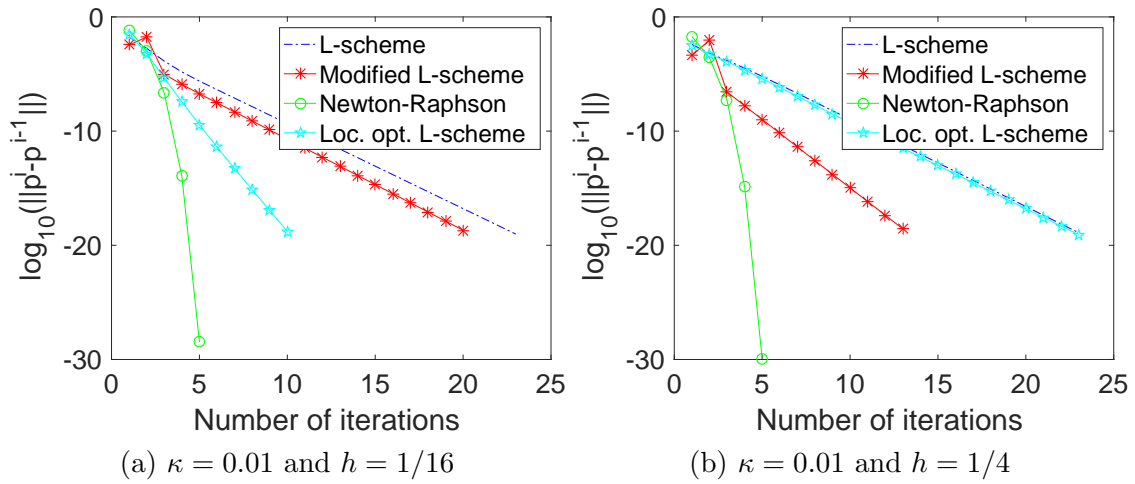 0
-10
-20
-30
0 5 10 15 20 25
log10(||p^i-p^i-1||)
Number of iterations
L-scheme
Modified L-scheme
Newton-Raphson
Loc. opt. L-scheme
(a) κ = 0.01 and h = 1/16
0
-10
-20
-30
0 5 10 15 20 25
log10(||p^i-p^i-1||)
Number of iterations
L-scheme
Modified L-scheme
Newton-Raphson
Loc. opt. L-scheme
(b) κ = 0.01 and h = 1/4